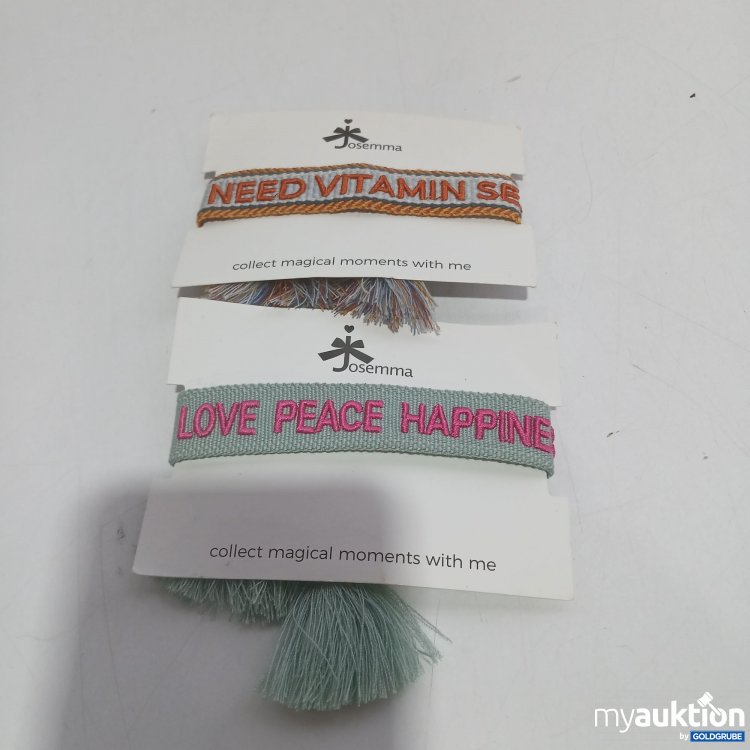 Josemma
NEED VITAMIN SE
collect magical moments with me
Josemma
LOVE PEACE HAPPINE
collect magical moments with me
myauktion
by GOLDGRUBE